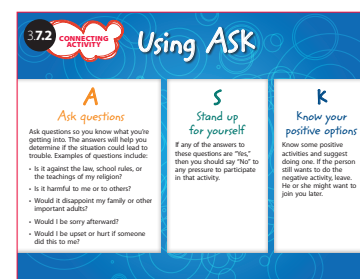 3.7.2
CONNECTING
ACTIVITY
Using ASK
A
Ask questions
Ask questions so you know what you're
getting into. The answers will help you
determine if the situation could lead to
trouble. Examples of questions include:
• Is it against the law, school rules, or
the teachings of my religion?
• Is it harmful to me or to others?
• Would it disappoint my family or other
important adults?
• Would I be sorry afterward?
• Would I be upset or hurt if someone
did this to me?
S
Stand up
for yourself
If any of the answers to
these questions are "Yes,"
then you should say "No" to
any pressure to participate
in that activity.
K
Know your
positive options
Know some positive
activities and suggest
doing one. If the person
still wants to do the
negative activity, leave.
He or she might want to
join you later.